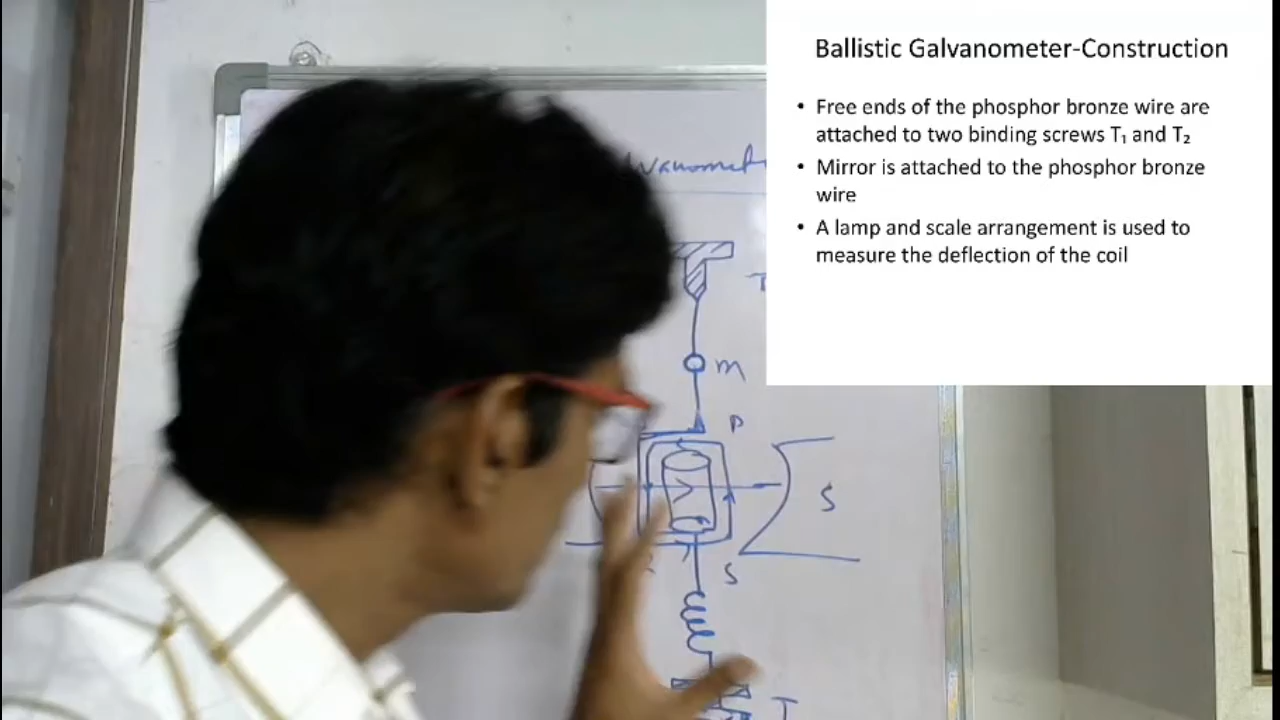 Ballistic Galvanometer-Construction
• Free ends of the phosphor bronze wire are
attached to two binding screws T₁ and T₂
• Mirror is attached to the phosphor bronze
wire
• A lamp and scale arrangement is used to
measure the deflection of the coil
vanomet
T
m
P
S
S
T